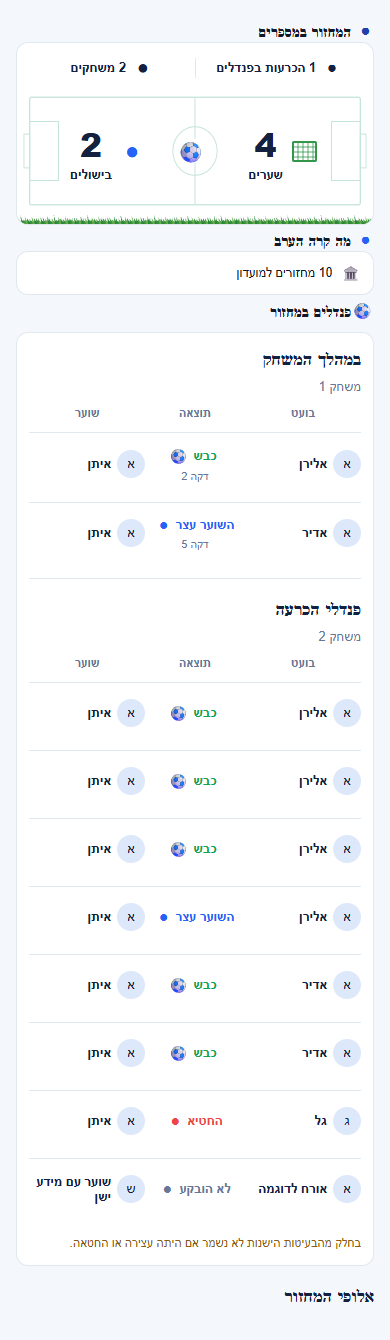 המחזור במספרים
1 הכרעות בפנדלים
2 משחקים
4
שערים
2
בישולים
מה קרה הערב
10 מחזורים למועדון
פנדלים במחזור
במהלך המשחק
משחק 1
בועט תוצאה שוער
א אלירן כבש א איתן
דקה 2
א אדיר השוער עצר א איתן
דקה 5
פנדלי הכרעה
משחק 2
בועט תוצאה שוער
א אלירן כבש א איתן
א אלירן כבש א איתן
א אלירן כבש א איתן
א אלירן השוער עצר א איתן
א אדיר כבש א איתן
א אדיר כבש א איתן
ג גל החטיא א איתן
א אורח לדוגמה לא הובקע ש שוער עם מידע
ישן
בחלק מהבעיטות הישנות לא נשמר אם היתה עצירה או החטאה.
אלופי המחזור